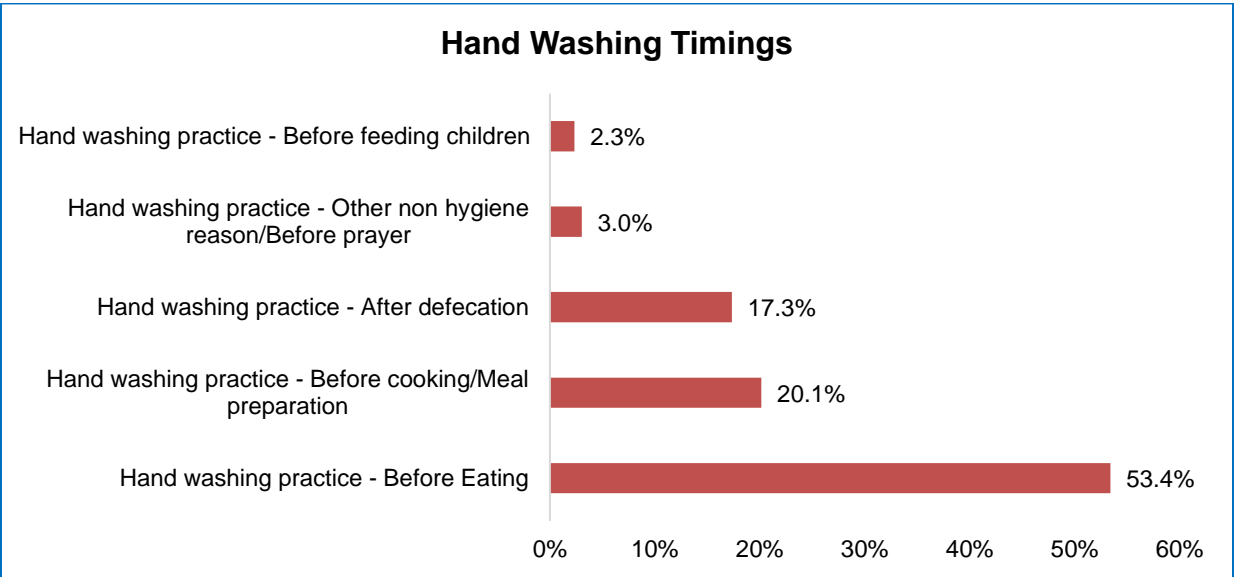 Hand Washing Timings
Hand washing practice - Before feeding children
2.3%
Hand washing practice - Other non hygiene
reason/Before prayer
3.0%
Hand washing practice - After defecation
17.3%
Hand washing practice - Before cooking/Meal
preparation
20.1%
Hand washing practice - Before Eating
53.4%
0% 10% 20% 30% 40% 50% 60%